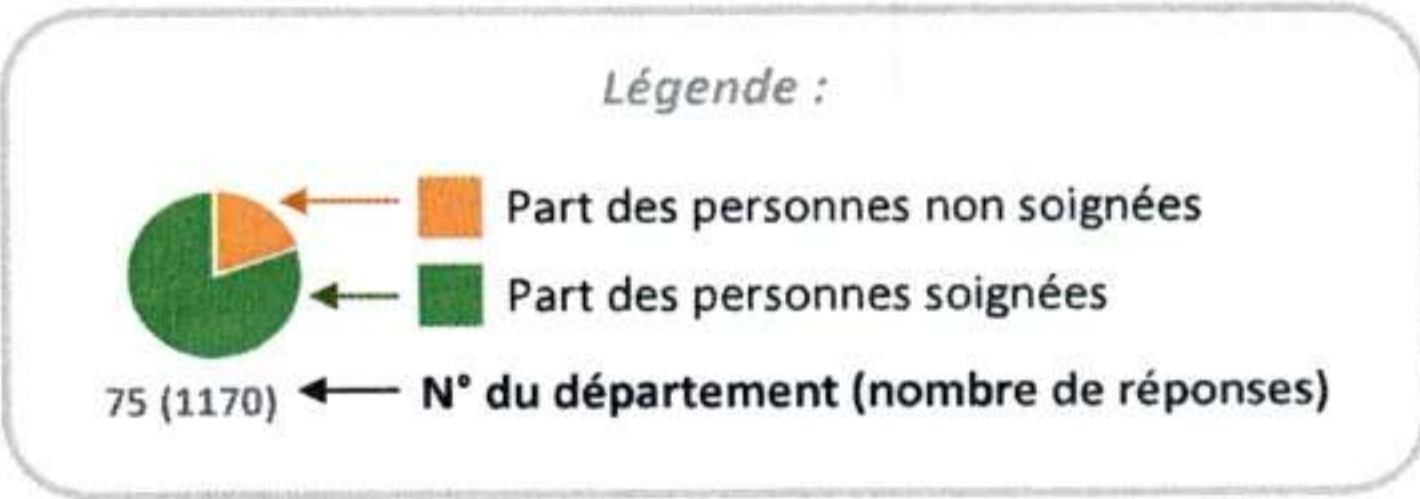 Légende :
Part des personnes non soignées
Part des personnes soignées
75 (1170) N° du département (nombre de réponses)